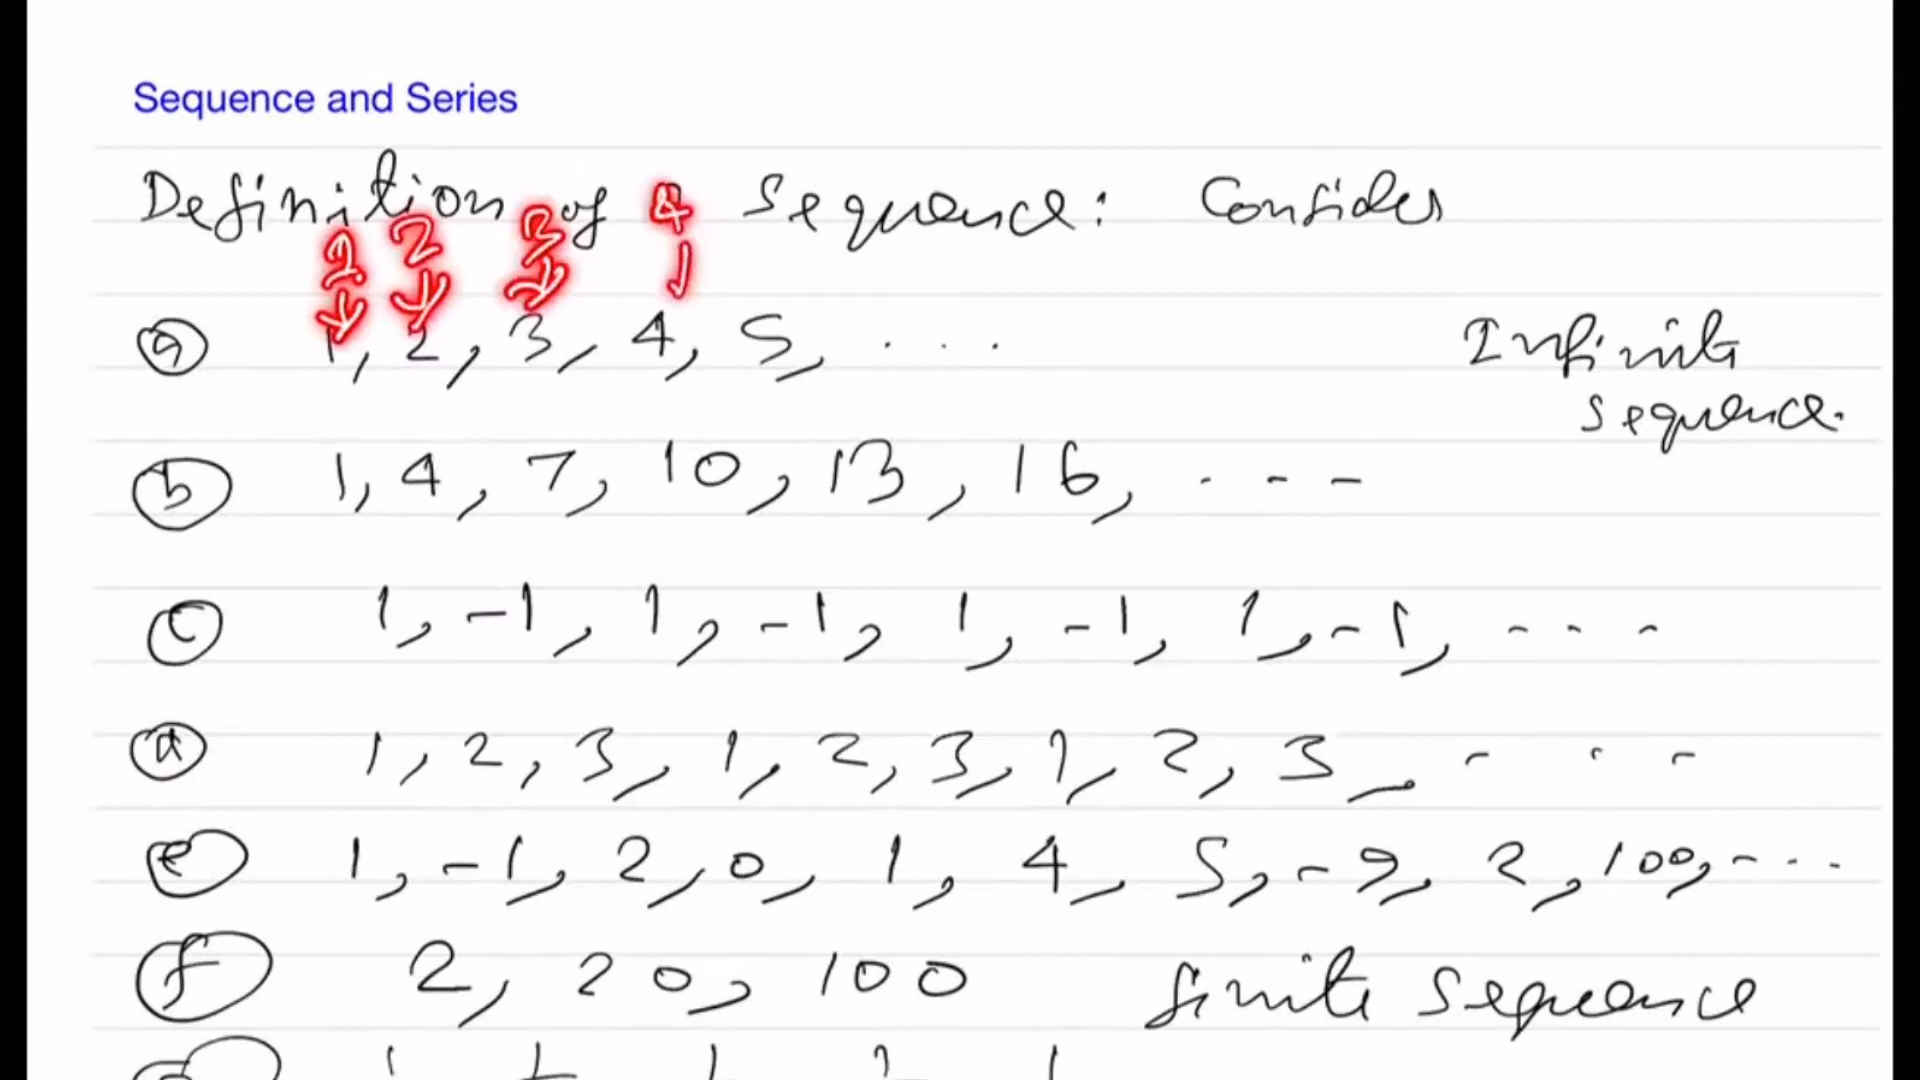 Sequence and Series
Definition of Sequence: Consider
1 2 3 4
(a) 1, 2, 3, 4, 5, ...
Infinite
sequence.
(b) 1, 4, 7, 10, 13, 16, ---
(c) 1, -1, 1, -1, 1, -1, 1, -1, ---
(d) 1, 2, 3, 1, 2, 3, 1, 2, 3, ...
(e) 1, -1, 2, 0, 1, 4, 5, -9, 2, 100, ...
(f) 2, 20, 100 finite sequence